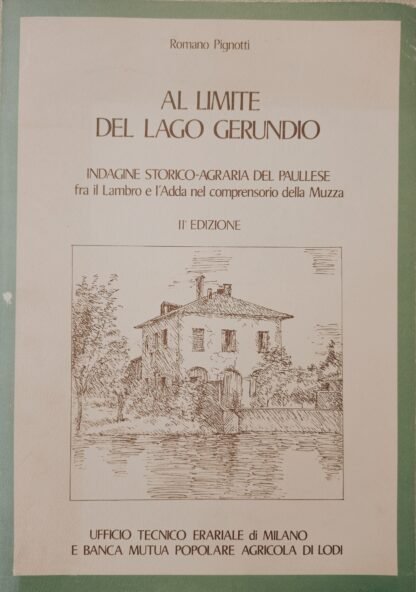 Romano Pignotti
AL LIMITE
DEL LAGO GERUNDIO
INDAGINE STORICO-AGRARIA DEL PAULLESE
fra il Lambro e l'Adda nel comprensorio della Muzza
II° EDIZIONE
UFFICIO TECNICO ERARIALE di MILANO
E BANCA MUTUA POPOLARE AGRICOLA DI LODI